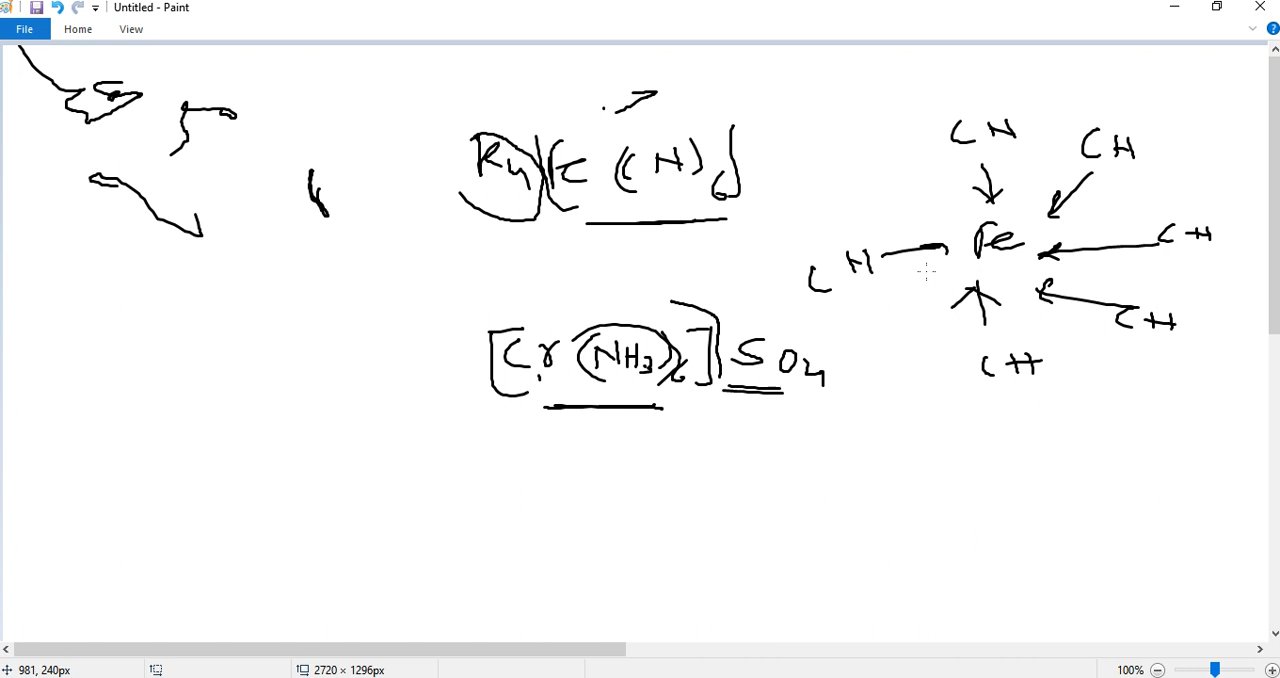 Untitled - Paint
File Home View
CN
CN
K4[Fe(CN)6]
CN
Fe
CN
CN
CN
[Cr(NH3)6]SO4
981, 240px 2720 × 1296px 100%